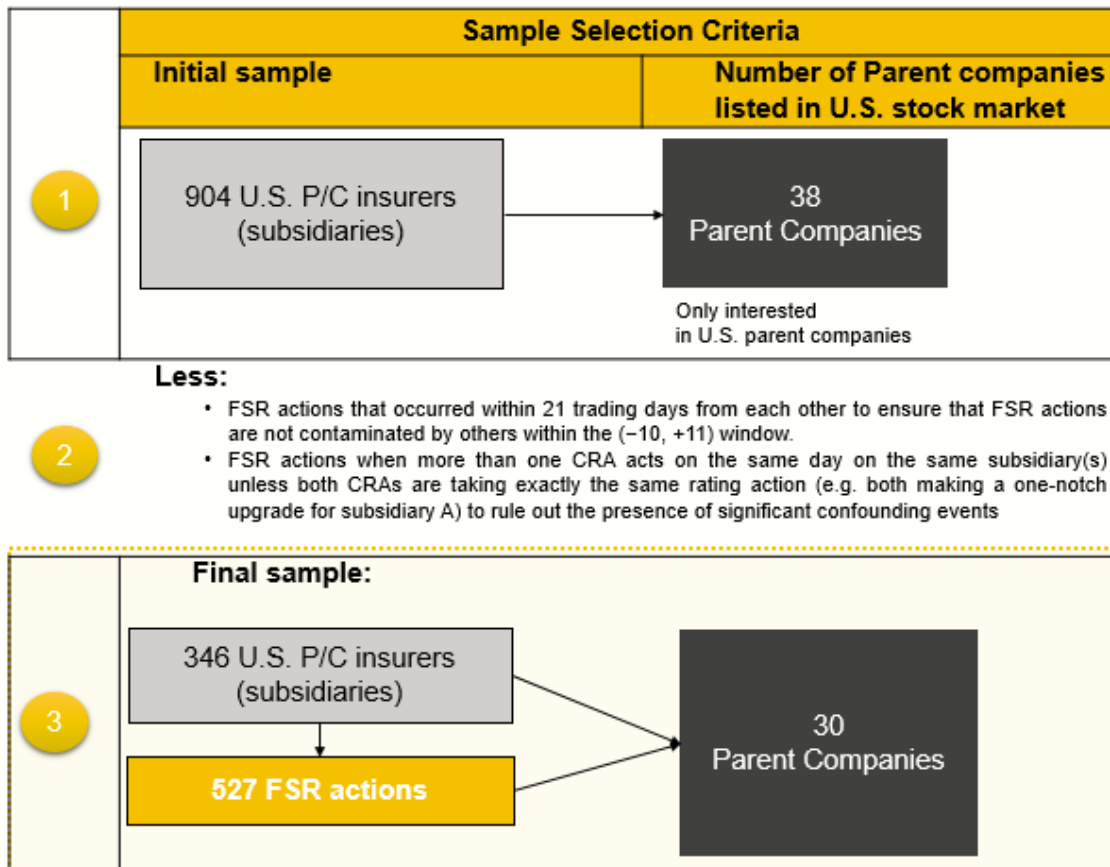 Sample Selection Criteria
Initial sample
Number of Parent companies
listed in U.S. stock market
1
904 U.S. P/C insurers
(subsidiaries)
38
Parent Companies
Only interested
in U.S. parent companies
Less:
2
• FSR actions that occurred within 21 trading days from each other to ensure that FSR actions
are not contaminated by others within the (−10, +11) window.
• FSR actions when more than one CRA acts on the same day on the same subsidiary(s)
unless both CRAs are taking exactly the same rating action (e.g. both making a one-notch
upgrade for subsidiary A) to rule out the presence of significant confounding events
Final sample:
3
346 U.S. P/C insurers
(subsidiaries)
527 FSR actions
30
Parent Companies